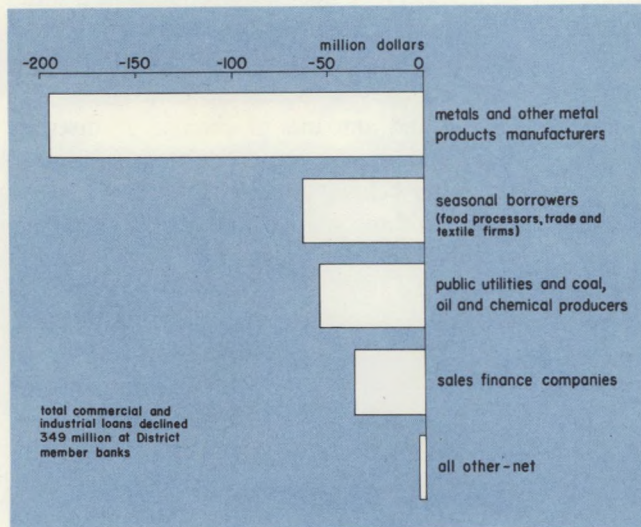 million dollars
-200 -150 -100 -50 0
metals and other metal
products manufacturers
seasonal borrowers
(food processors, trade and
textile firms)
public utilities and coal,
oil and chemical producers
sales finance companies
total commercial and
industrial loans declined
349 million at District
member banks
all other-net